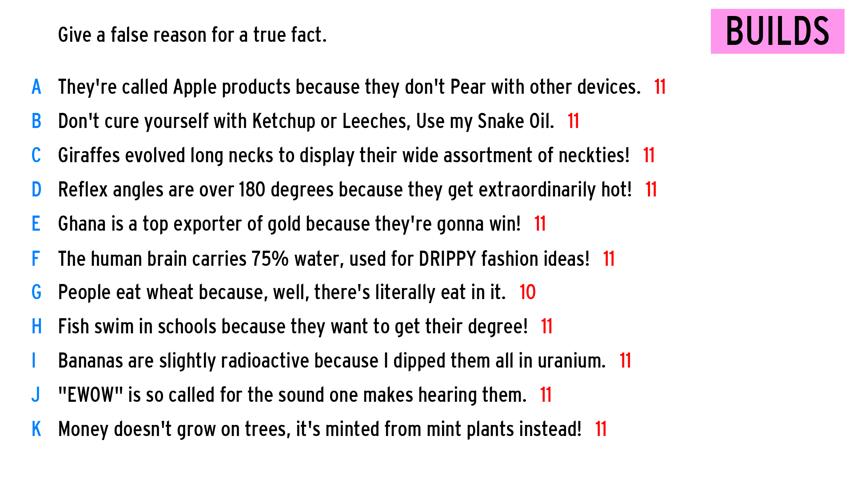 Give a false reason for a true fact.
BUILDS
A They're called Apple products because they don't Pear with other devices. 11
B Don't cure yourself with Ketchup or Leeches, Use my Snake Oil. 11
C Giraffes evolved long necks to display their wide assortment of neckties! 11
D Reflex angles are over 180 degrees because they get extraordinarily hot! 11
E Ghana is a top exporter of gold because they're gonna win! 11
F The human brain carries 75% water, used for DRIPPY fashion ideas! 11
G People eat wheat because, well, there's literally eat in it. 10
H Fish swim in schools because they want to get their degree! 11
I Bananas are slightly radioactive because I dipped them all in uranium. 11
J "EWOW" is so called for the sound one makes hearing them. 11
K Money doesn't grow on trees, it's minted from mint plants instead! 11